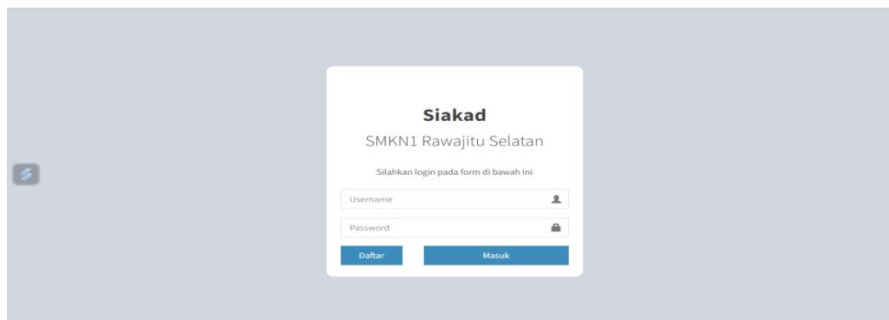 Siakad
SMKN1 Rawajitu Selatan
Silahkan login pada form di bawah ini
Username
Password
Daftar Masuk